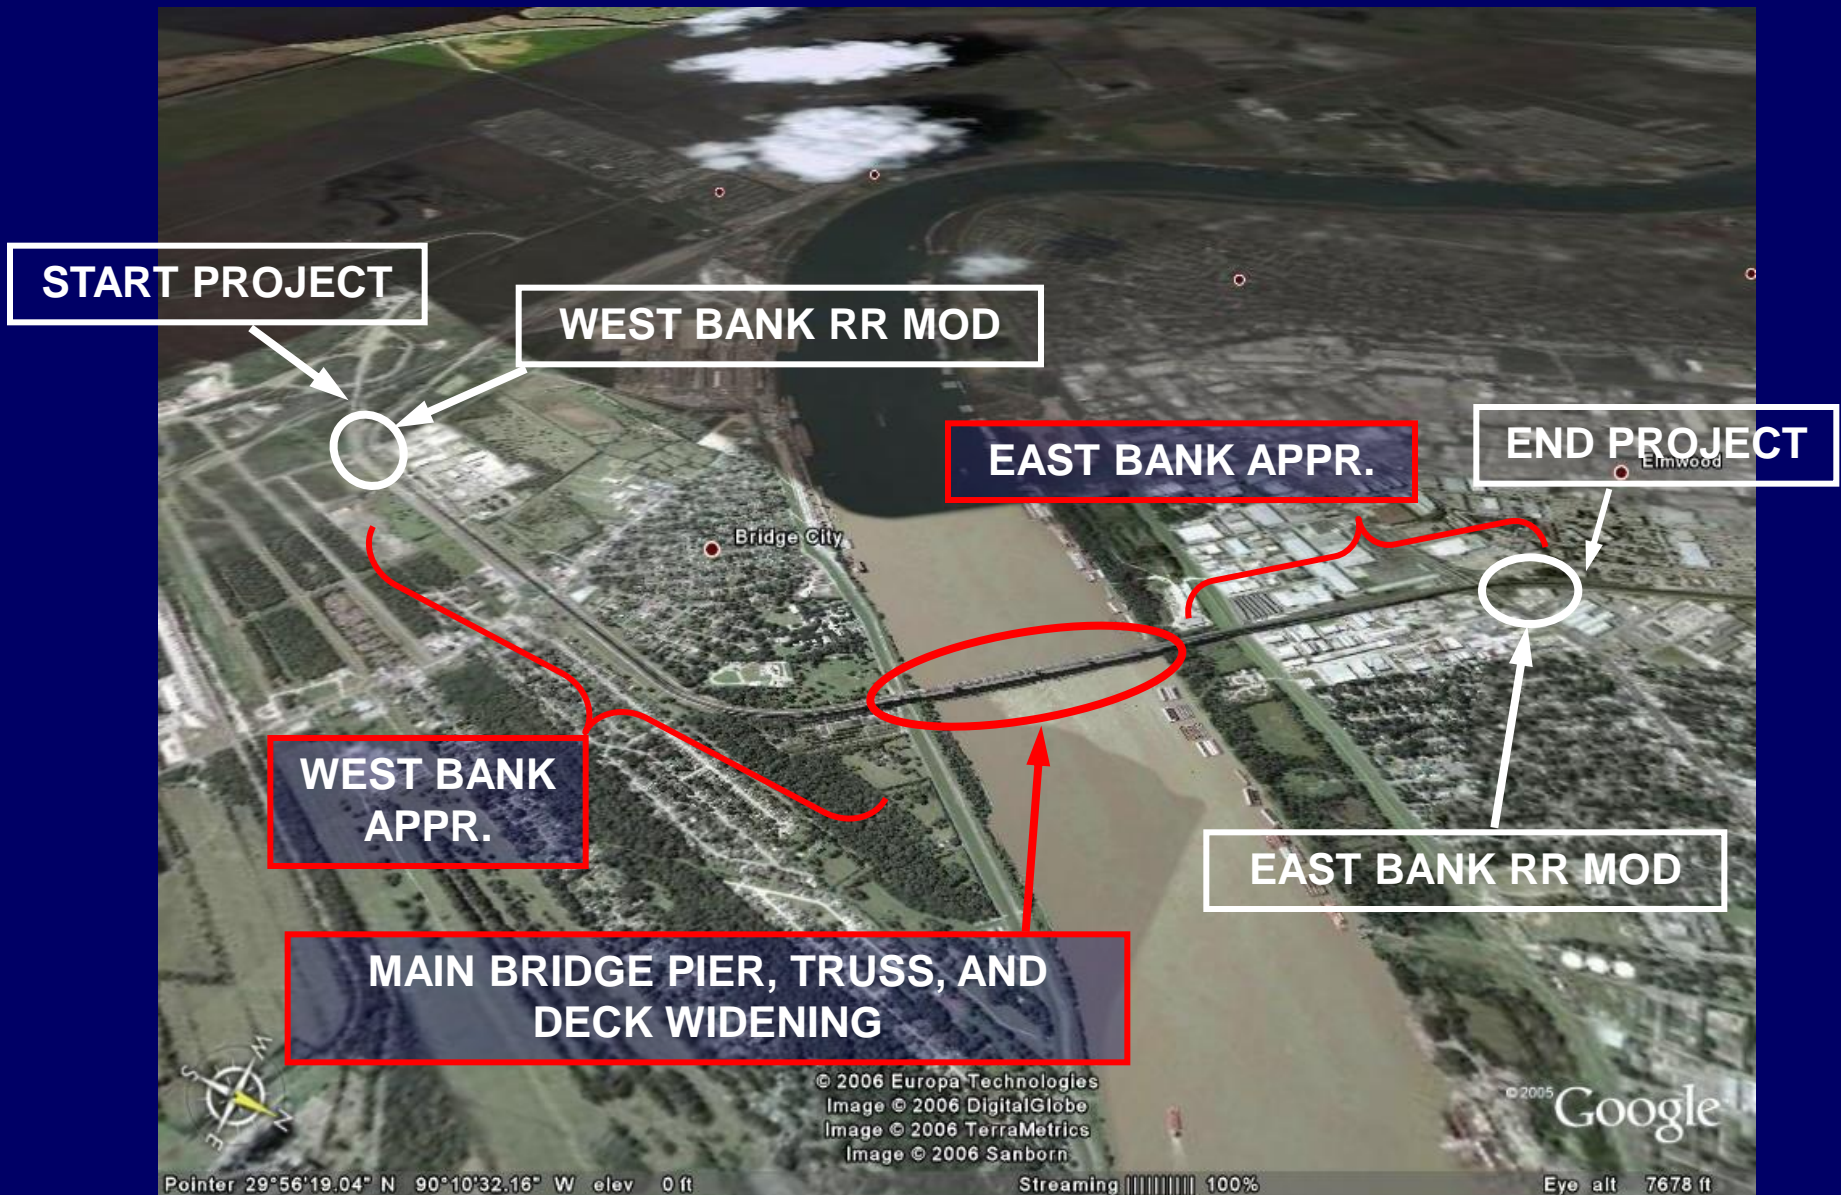 START PROJECT
WEST BANK RR MOD
EAST BANK APPR.
END PROJECT
Elmwood
Bridge City
WEST BANK
APPR.
EAST BANK RR MOD
MAIN BRIDGE PIER, TRUSS, AND
DECK WIDENING
W
S
N
E
© 2006 Europa Technologies
Image © 2006 DigitalGlobe
Image © 2006 TerraMetrics
Image © 2006 Sanborn
© 2005 Google
Pointer 29°56'19.04" N 90°10'32.16" W elev 0 ft
Streaming |||||||||| 100%
Eye alt 7678 ft